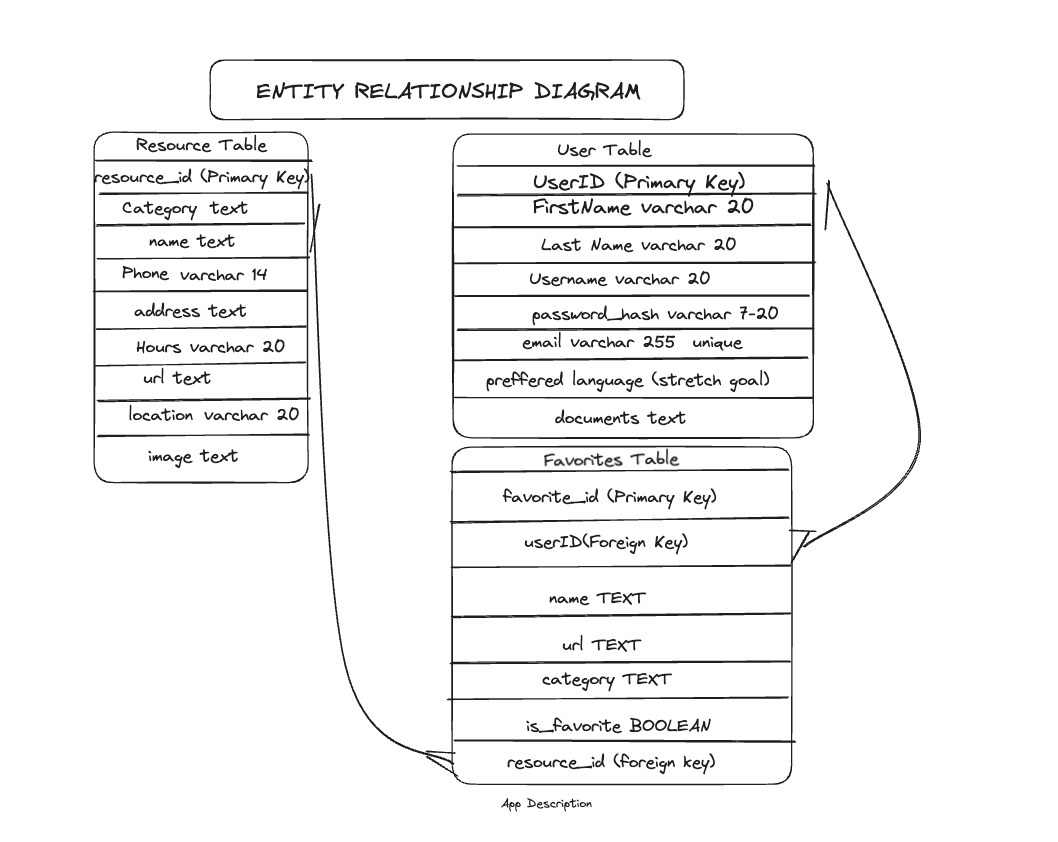 ENTITY RELATIONSHIP DIAGRAM
Resource Table
resource_id (Primary Key)
Category text
name text
Phone varchar 14
address text
Hours varchar 20
url text
location varchar 20
image text
User Table
UserID (Primary Key)
FirstName varchar 20
Last Name varchar 20
Username varchar 20
password_hash varchar 7-20
email varchar 255 unique
preffered language (stretch goal)
documents text
Favorites Table
favorite_id (Primary Key)
userID(Foreign Key)
name TEXT
url TEXT
category TEXT
is_favorite BOOLEAN
resource_id (foreign key)
App Description